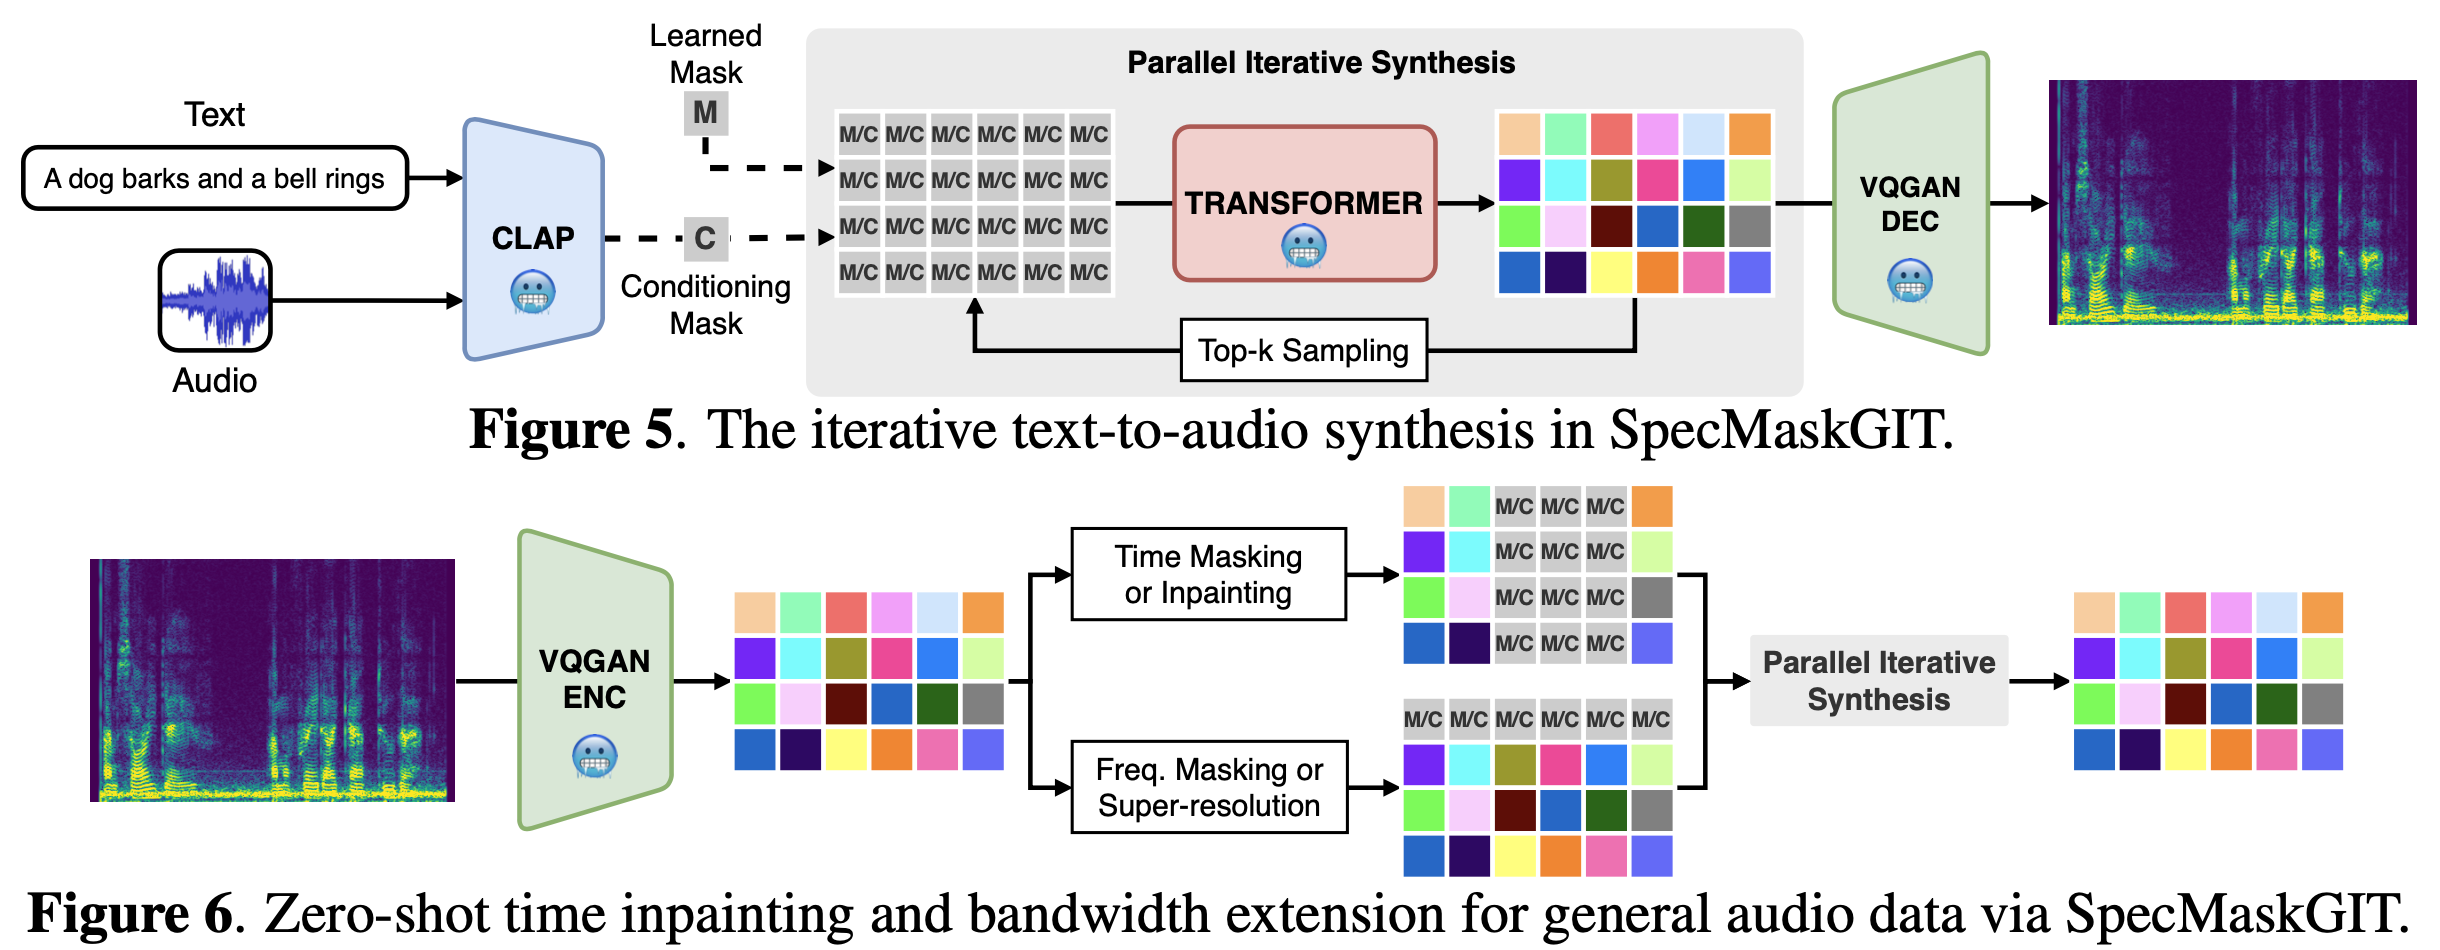 Learned
Mask
M
Text
A dog barks and a bell rings
Audio
CLAP
C
Conditioning
Mask
Parallel Iterative Synthesis
M/C M/C M/C M/C M/C M/C
M/C M/C M/C M/C M/C M/C
M/C M/C M/C M/C M/C M/C
M/C M/C M/C M/C M/C M/C
TRANSFORMER
Top-k Sampling
VQGAN
DEC
Figure 5. The iterative text-to-audio synthesis in SpecMaskGIT.
VQGAN
ENC
Time Masking
or Inpainting
M/C M/C M/C
M/C M/C M/C
M/C M/C M/C
M/C M/C M/C
Freq. Masking or
Super-resolution
M/C M/C M/C M/C M/C M/C
Parallel Iterative
Synthesis
Figure 6. Zero-shot time inpainting and bandwidth extension for general audio data via SpecMaskGIT.